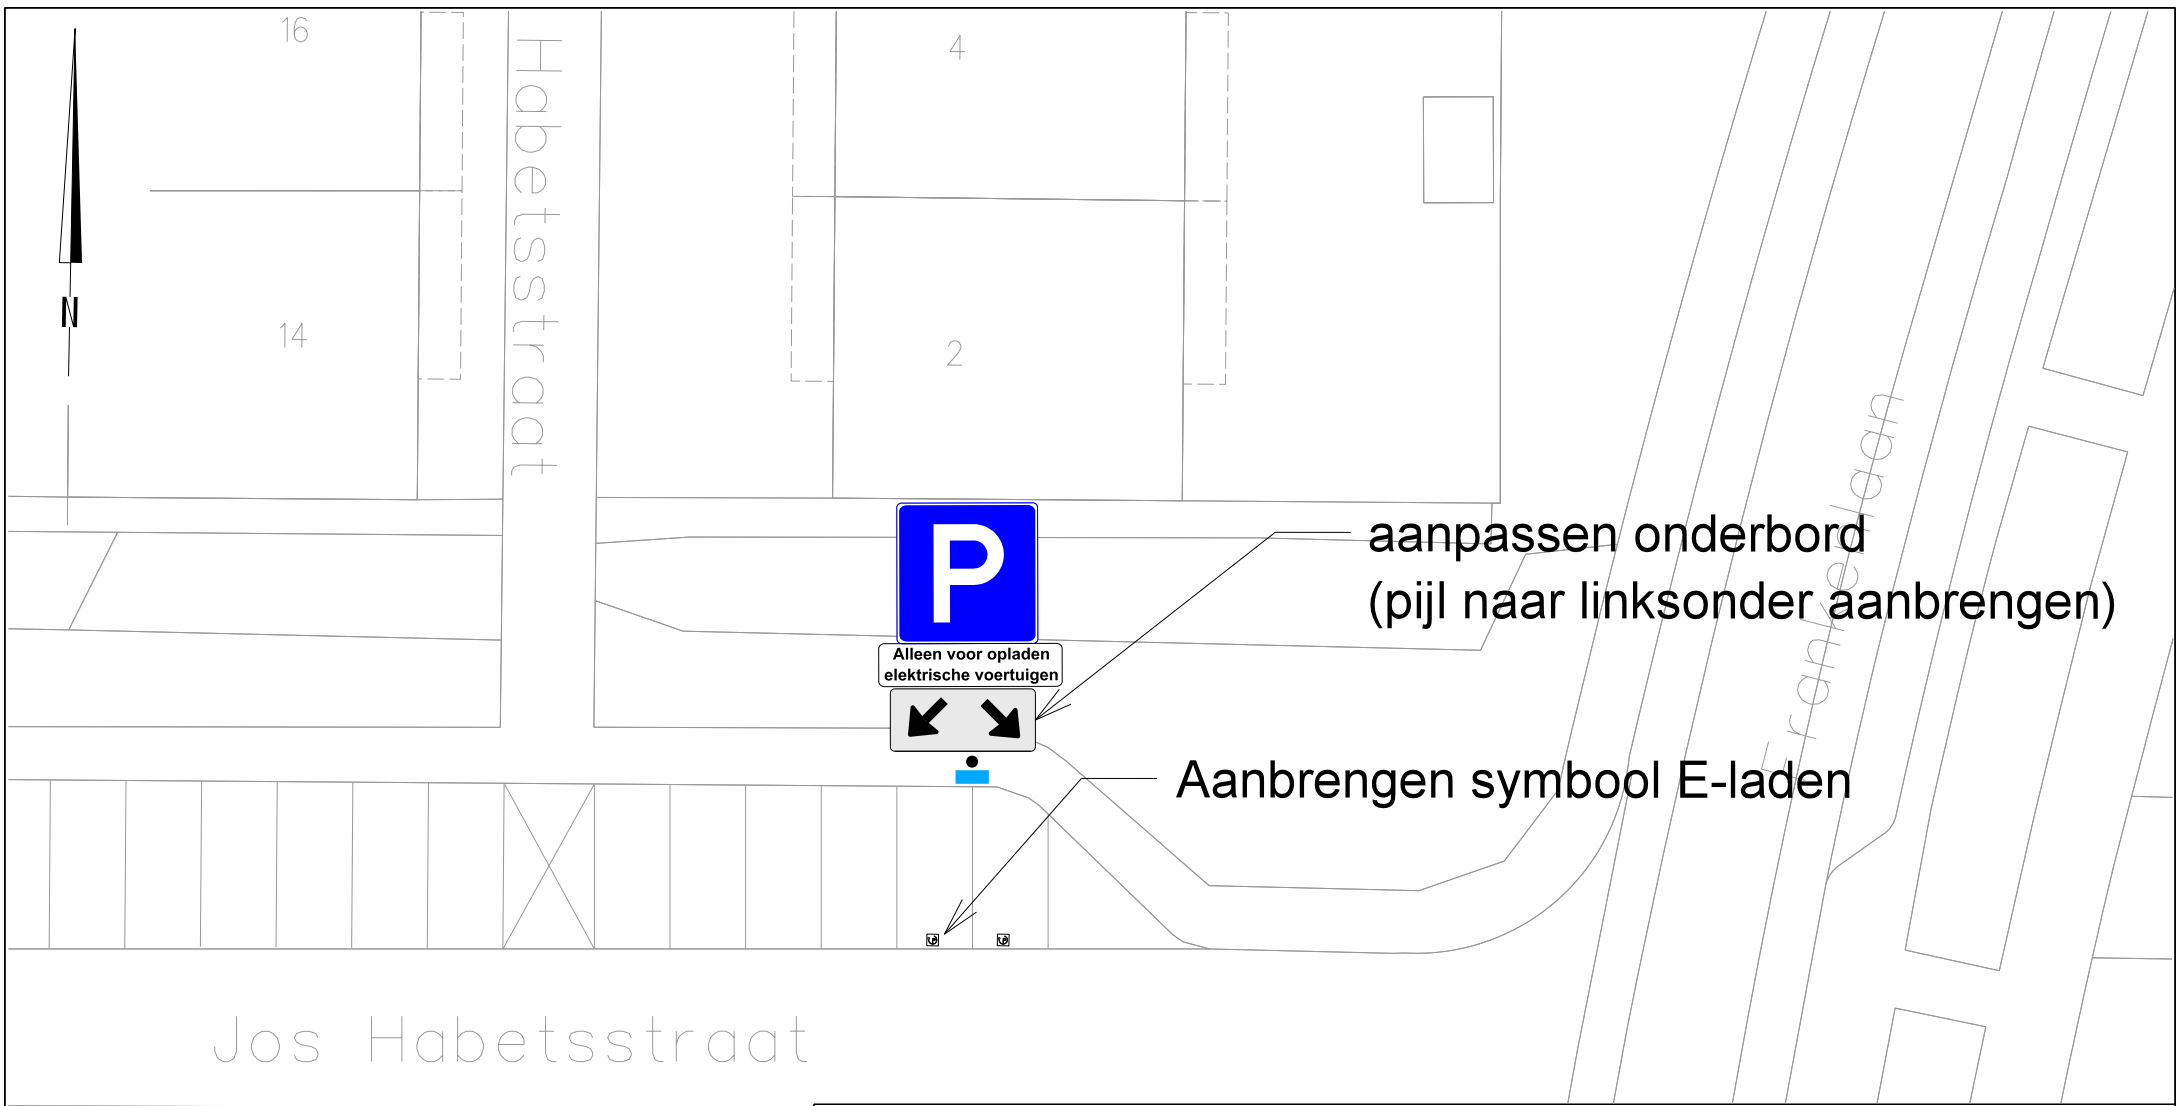 16
4
Habetsstraat
N
14
2
Frankenlaan
P
aanpassen onderbord
(pijl naar linksonder aanbrengen)
Alleen voor opladen
elektrische voertuigen
Aanbrengen symbool E-laden
Jos Habetsstraat